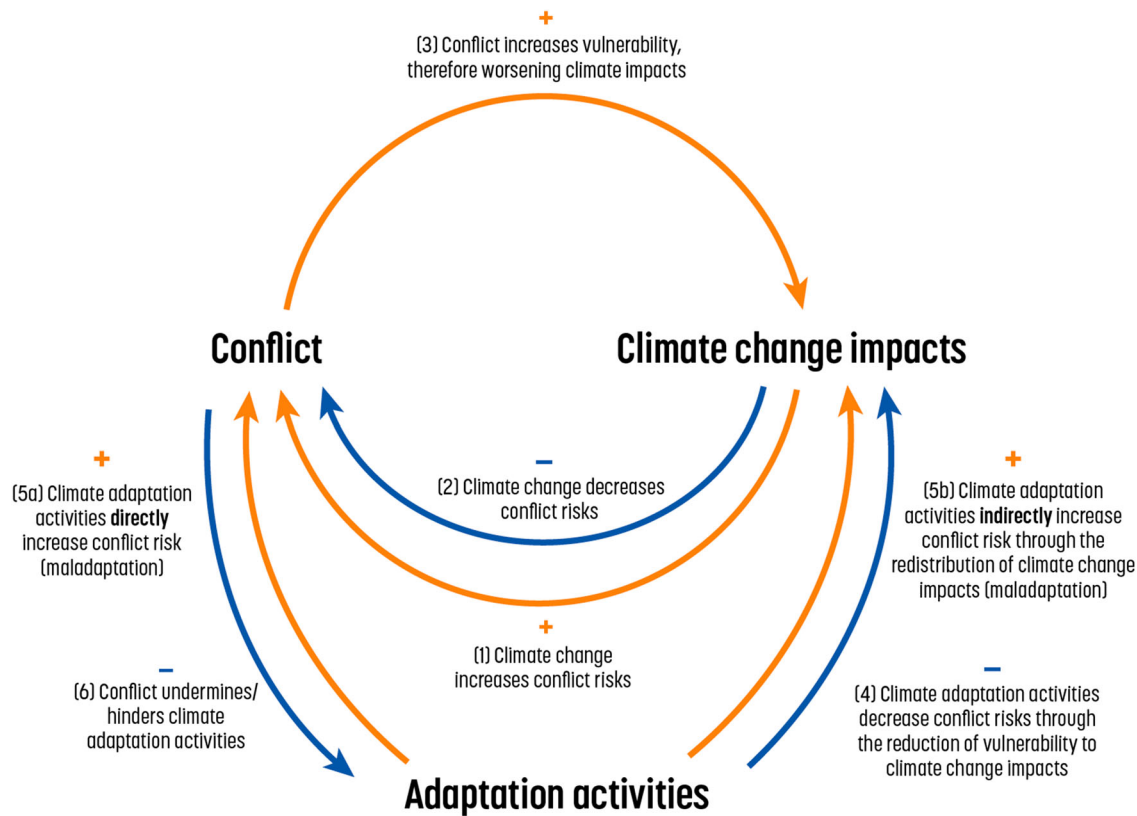 +
(3) Conflict increases vulnerability,
therefore worsening climate impacts
Conflict
Climate change impacts
+
(5a) Climate adaptation
activities directly
increase conflict risk
(maladaptation)
−
(2) Climate change decreases
conflict risks
+
(5b) Climate adaptation
activities indirectly increase
conflict risk through the
redistribution of climate change
impacts (maladaptation)
+
(1) Climate change
increases conflict risks
−
(6) Conflict undermines/
hinders climate
adaptation activities
−
(4) Climate adaptation activities
decrease conflict risks through
the reduction of vulnerability to
climate change impacts
Adaptation activities